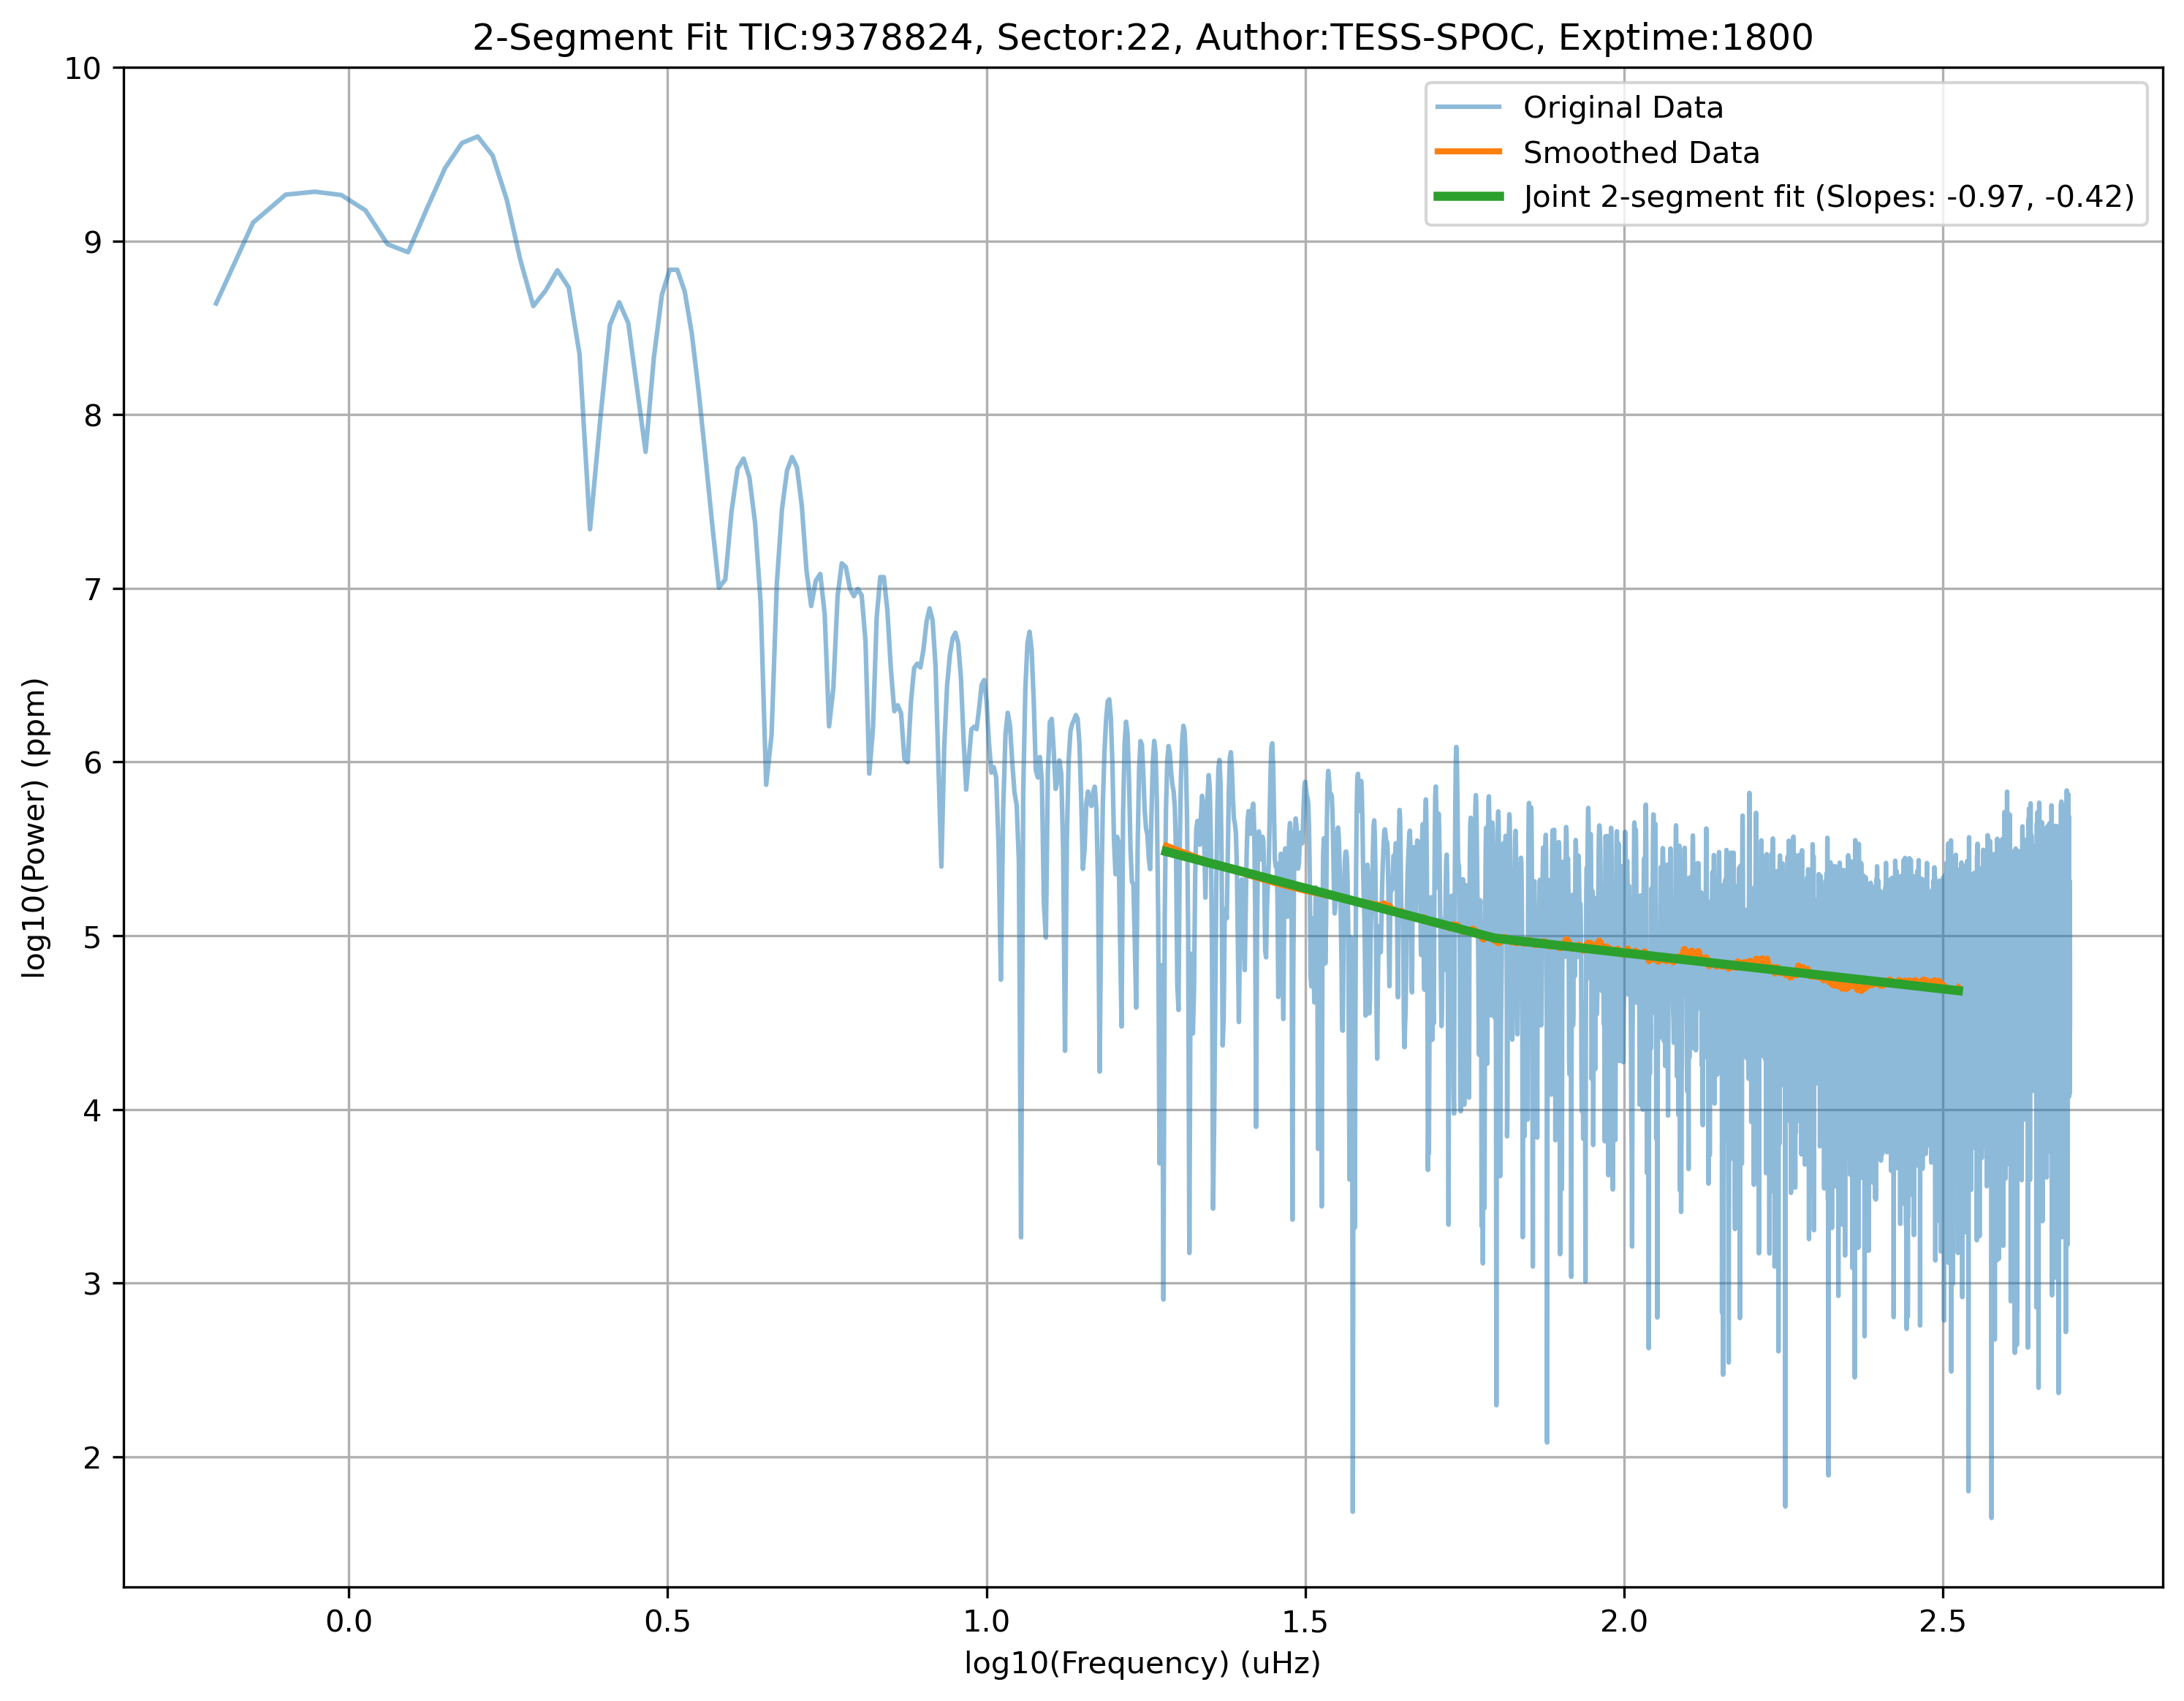 2-Segment Fit TIC:9378824, Sector:22, Author:TESS-SPOC, Exptime:1800
Original Data
Smoothed Data
Joint 2-segment fit (Slopes: -0.97, -0.42)
log10(Power) (ppm)
10
9
8
7
6
5
4
3
2
0.0 0.5 1.0 1.5 2.0 2.5
log10(Frequency) (uHz)